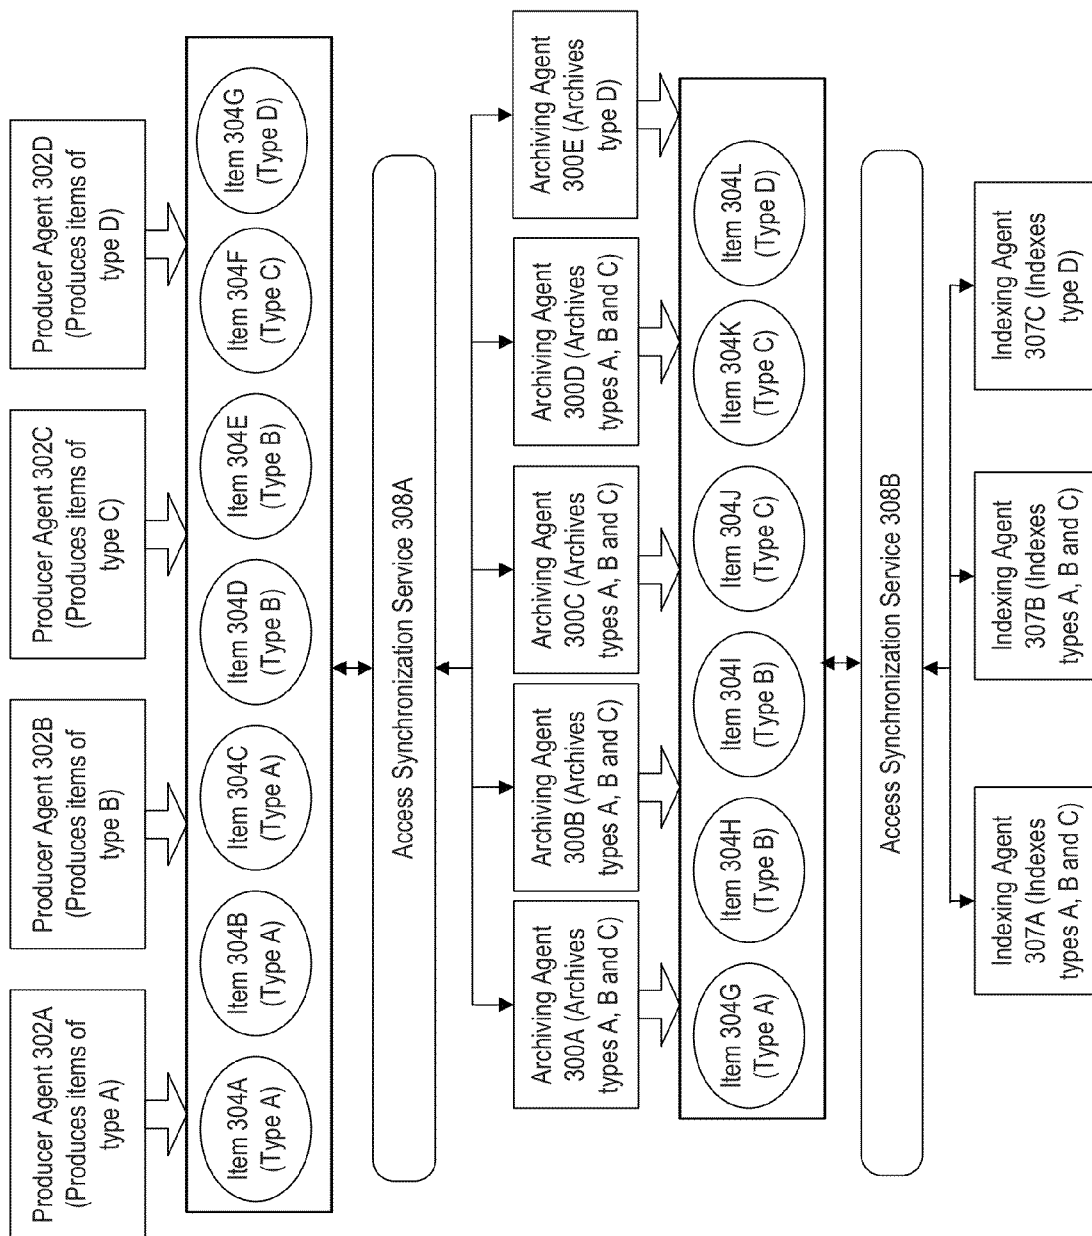 Producer Agent 302A
(Produces items of
type A)
Producer Agent 302B
(Produces items of
type B)
Producer Agent 302C
(Produces items of
type C)
Producer Agent 302D
(Produces items of
type D)
Item 304A
(Type A)
Item 304B
(Type A)
Item 304C
(Type A)
Item 304D
(Type B)
Item 304E
(Type B)
Item 304F
(Type C)
Item 304G
(Type D)
Access Synchronization Service 308A
Archiving Agent
300A (Archives
types A, B and C)
Archiving Agent
300B (Archives
types A, B and C)
Archiving Agent
300C (Archives
types A, B and C)
Archiving Agent
300D (Archives
types A, B and C)
Archiving Agent
300E (Archives
type D)
Item 304G
(Type A)
Item 304H
(Type B)
Item 304I
(Type B)
Item 304J
(Type C)
Item 304K
(Type C)
Item 304L
(Type D)
Access Synchronization Service 308B
Indexing Agent
307A (Indexes
types A, B and C)
Indexing Agent
307B (Indexes
types A, B and C)
Indexing Agent
307C (Indexes
type D)